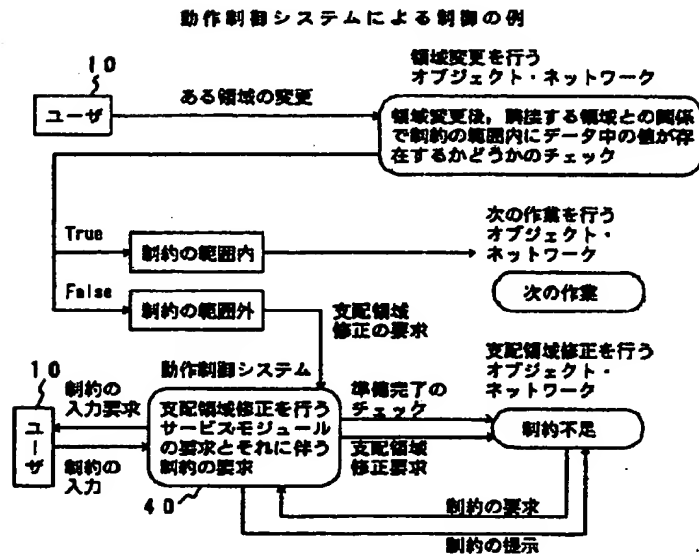 動作制御システムによる制御の例
10
ユーザ
ある領域の変更
領域変更を行う
オブジェクト・ネットワーク
領域変更後,隣接する領域との関係
で制約の範囲内にデータ中の値が存
在するかどうかのチェック
True
制約の範囲内
次の作業を行う
オブジェクト・
ネットワーク
次の作業
False
制約の範囲外
支配領域
修正の要求
10
ユーザ
制約の
入力要求
制約の
入力
動作制御システム
支配領域修正を行う
サービスモジュール
の要求とそれに伴う
制約の要求
40
準備完了の
チェック
支配領域
修正要求
支配領域修正を行う
オブジェクト・
ネットワーク
制約不足
制約の要求
制約の提示